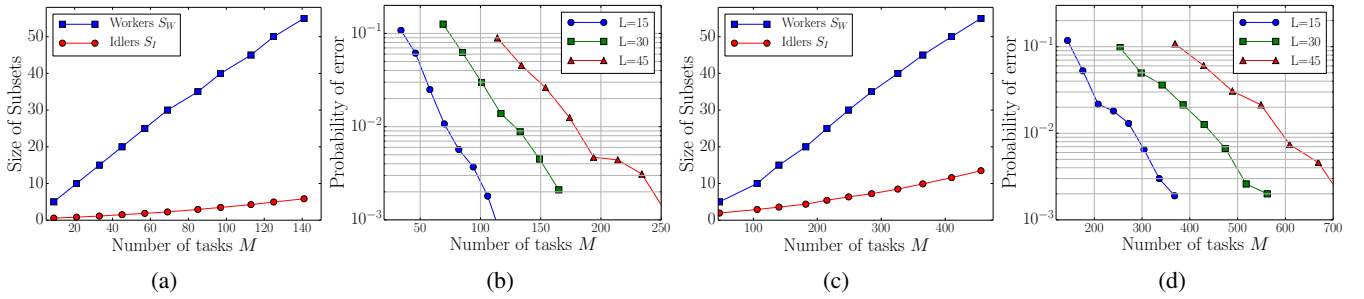 Size of Subsets
50
40
30
20
10
0
Workers S_W
Idlers S_I
20 40 60 80 100 120 140
Number of tasks M
(a)
Probability of error
10^{-1}
10^{-2}
10^{-3}
L=15
L=30
L=45
50 100 150 200 250
Number of tasks M
(b)
Size of Subsets
50
40
30
20
10
0
Workers S_W
Idlers S_I
100 200 300 400
Number of tasks M
(c)
Probability of error
10^{-1}
10^{-2}
10^{-3}
L=15
L=30
L=45
200 300 400 500 600 700
Number of tasks M
(d)